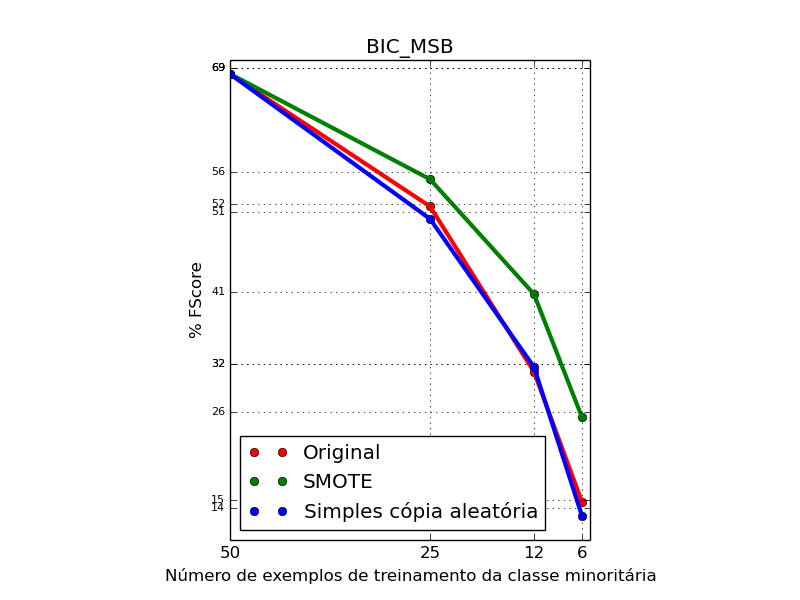 BIC_MSB
69
56
52
51
41
32
26
15
14
% FScore
Original
SMOTE
Simples cópia aleatória
50 25 12 6
Número de exemplos de treinamento da classe minoritária